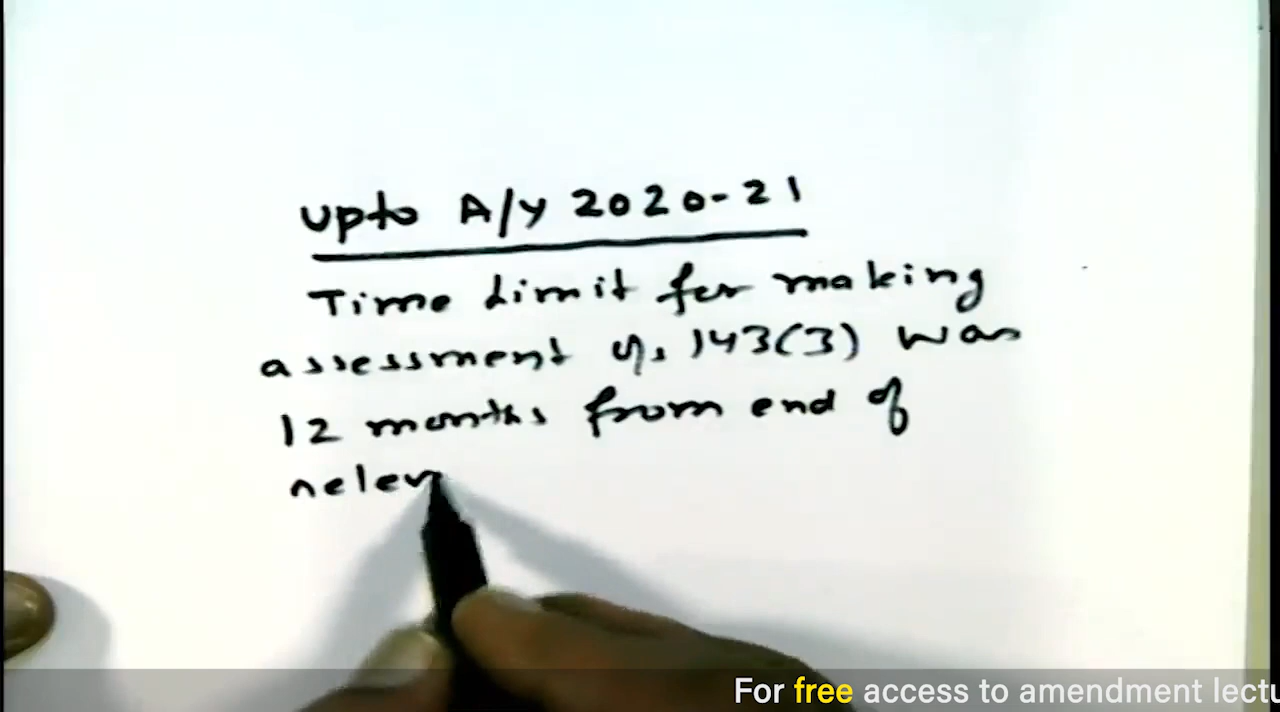 upto A/Y 2020-21
Time limit for making
assessment u/s 143(3) was
12 months from end of
relev
For free access to amendment lectu